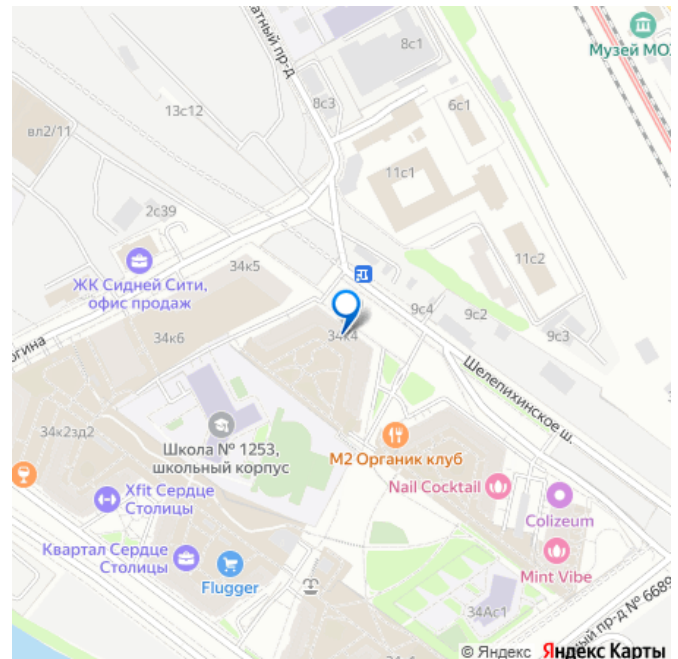 атный пр-д
8с1
Музей МОЖ
13с12
8с3
6с1
вл2/11
11с1
2с39
34к5
11с2
ЖК Сидней Сити,
офис продаж
9с4
9с2
9с3
34к6
34к4
огина
Шелепихинское ш.
34к2зд2
Школа № 1253,
школьный корпус
М2 Органик клуб
Nail Cocktail
Xfit Сердце
Столицы
Colizeum
Квартал Сердце
Столицы
Flugger
Mint Vibe
34Ас1
ный пр-д № 6689
© Яндекс Яндекс Карты